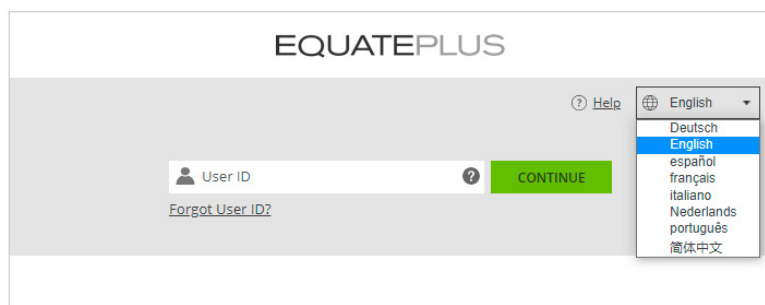 EQUATEPLUS
Help
English
Deutsch
English
español
français
italiano
Nederlands
português
简体中文
User ID
CONTINUE
Forgot User ID?